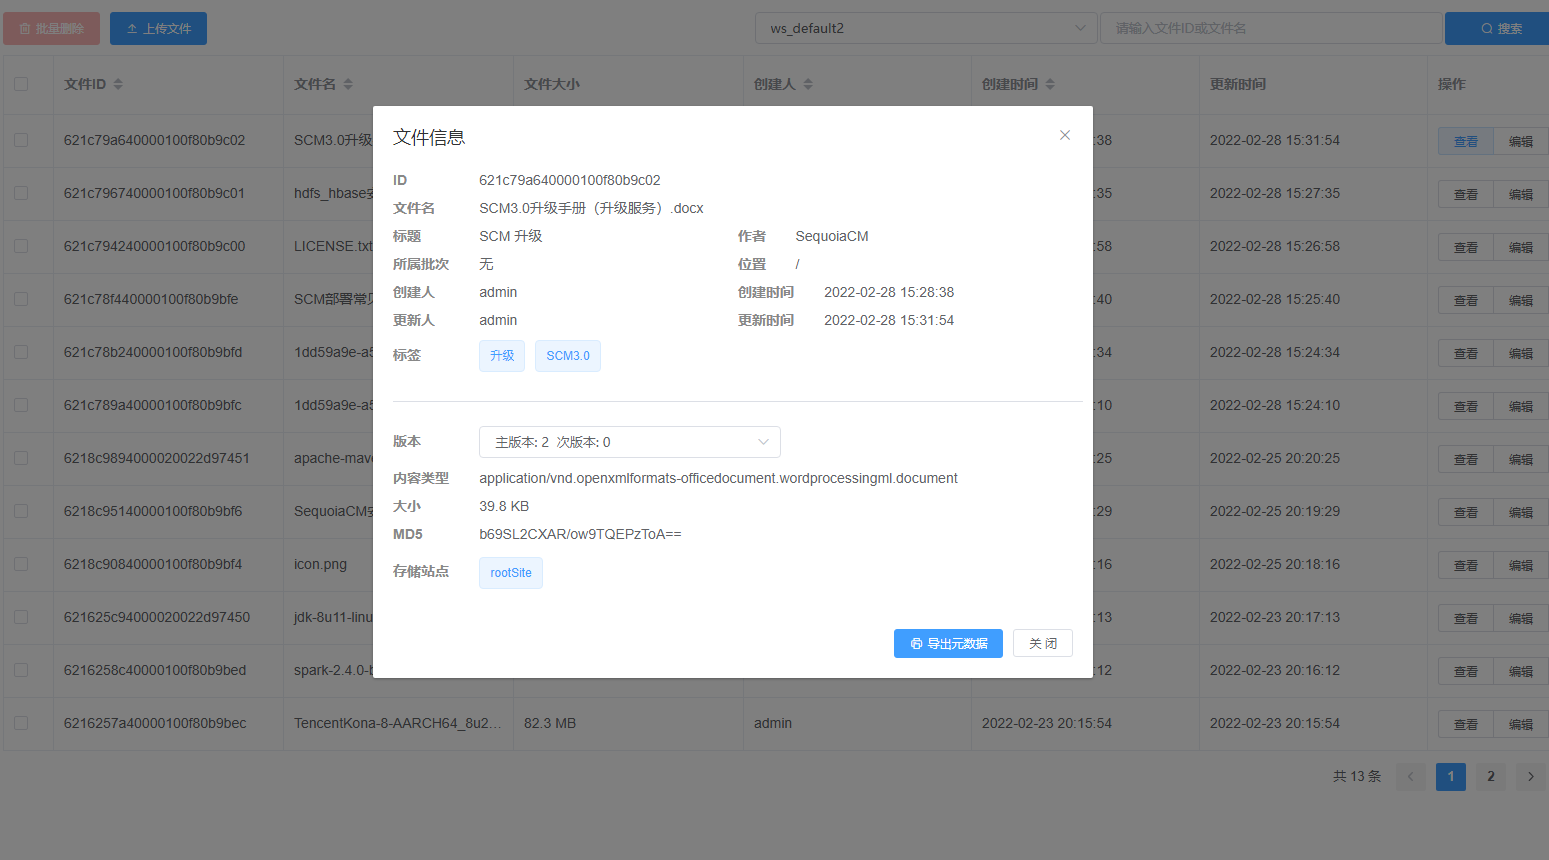 批量删除 上传文件 ws_default2 请输入文件ID或文件名 搜索
文件ID 文件名 文件大小 创建人 创建时间 更新时间 操作
文件信息
621c79a640000100f80b9c02 SCM3.0升级 :38 2022-02-28 15:31:54 查看 编辑
ID 621c79a640000100f80b9c02
621c796740000100f80b9c01 hdfs_hbase :35 2022-02-28 15:27:35 查看 编辑
文件名 SCM3.0升级手册（升级服务）.docx
标题 SCM 升级 作者 SequoiaCM
621c794240000100f80b9c00 LICENSE.txt :58 2022-02-28 15:26:58 查看 编辑
所属批次 无 位置 /
创建人 admin 创建时间 2022-02-28 15:28:38
621c78f440000100f80b9bfe SCM部署常 :40 2022-02-28 15:25:40 查看 编辑
更新人 admin 更新时间 2022-02-28 15:31:54
621c78b240000100f80b9bfd 1dd59a9e-a5 :34 2022-02-28 15:24:34 查看 编辑
标签 升级 SCM3.0
621c789a40000100f80b9bfc 1dd59a9e-a5 :10 2022-02-28 15:24:10 查看 编辑
版本 主版本: 2 次版本: 0
6218c9894000020022d97451 apache-mav :25 2022-02-25 20:20:25 查看 编辑
内容类型 application/vnd.openxmlformats-officedocument.wordprocessingml.document
大小 39.8 KB
6218c95140000100f80b9bf6 SequoiaCM :29 2022-02-25 20:19:29 查看 编辑
MD5 b69SL2CXAR/ow9TQEPzToA==
6218c90840000100f80b9bf4 icon.png :16 2022-02-25 20:18:16 查看 编辑
存储站点 rootSite
621625c94000020022d97450 jdk-8u11-linu :13 2022-02-23 20:17:13 查看 编辑
导出元数据 关 闭
6216258c40000100f80b9bed spark-2.4.0-b :12 2022-02-23 20:16:12 查看 编辑
6216257a40000100f80b9bec TencentKona-8-AARCH64_8u2... 82.3 MB admin 2022-02-23 20:15:54 2022-02-23 20:15:54 查看 编辑
共 13 条 1 2